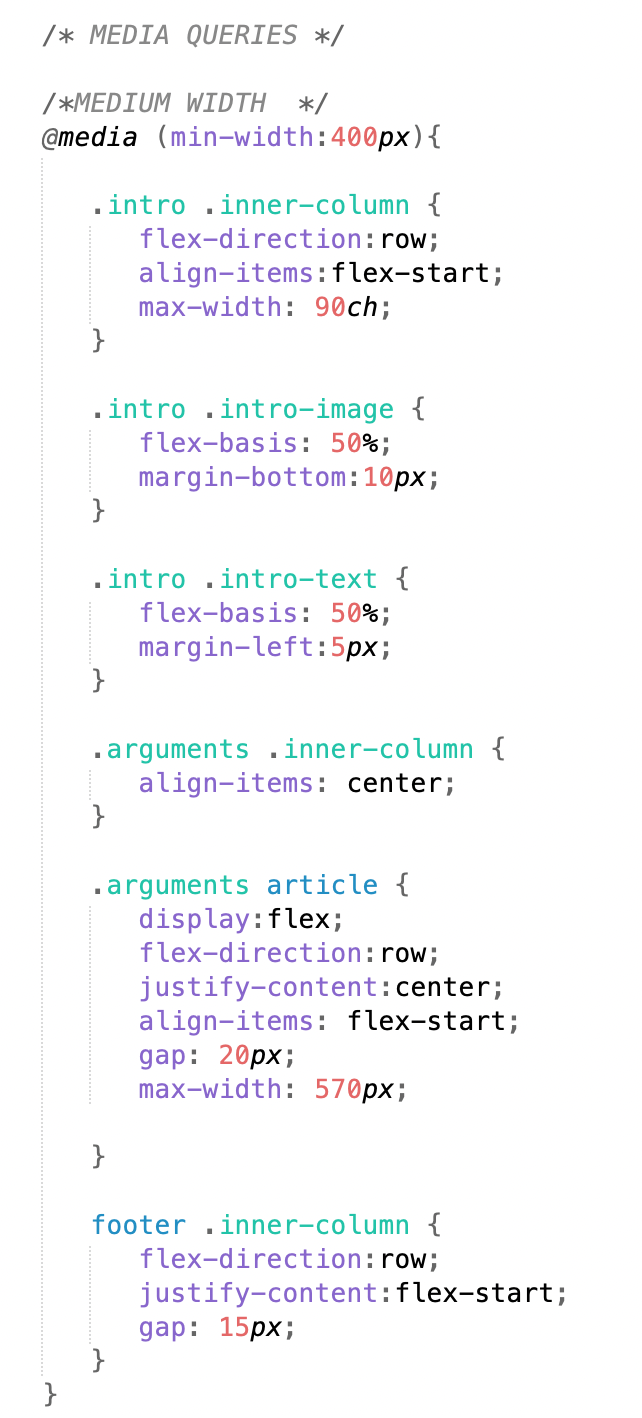 /* MEDIA QUERIES */

/*MEDIUM WIDTH  */
@media (min-width:400px){

   .intro .inner-column {
      flex-direction:row;
      align-items:flex-start;
      max-width: 90ch;
   }

   .intro .intro-image {
      flex-basis: 50%;
      margin-bottom:10px;
   }

   .intro .intro-text {
      flex-basis: 50%;
      margin-left:5px;
   }

   .arguments .inner-column {
      align-items: center;
   }

   .arguments article {
      display:flex;
      flex-direction:row;
      justify-content:center;
      align-items: flex-start;
      gap: 20px;
      max-width: 570px;

   }

   footer .inner-column {
      flex-direction:row;
      justify-content:flex-start;
      gap: 15px;
   }
}